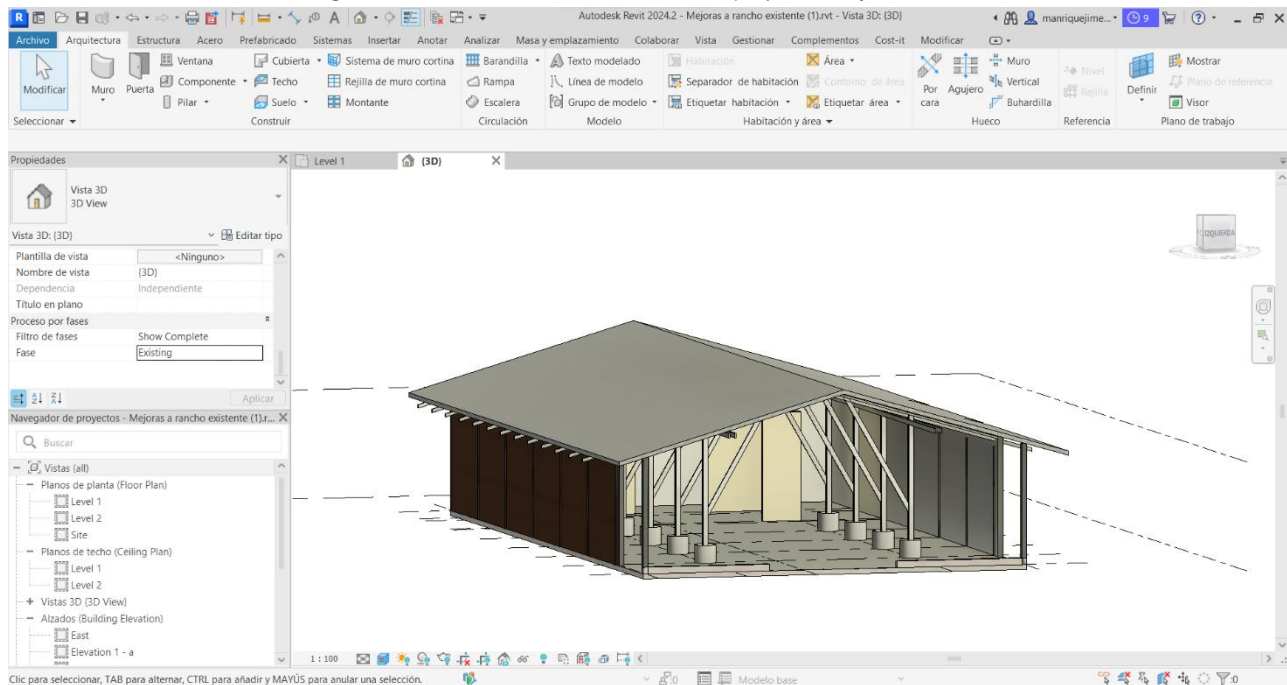 Autodesk Revit 2024.2 - Mejoras a rancho existente (1).rvt - Vista 3D: {3D}
manriquejime...
9
Archivo Arquitectura Estructura Acero Prefabricado Sistemas Insertar Anotar Analizar Masa y emplazamiento Colaborar Vista Gestionar Complementos Cost-it Modificar
Modificar
Muro
Puerta
Ventana
Componente
Pilar
Cubierta
Techo
Suelo
Sistema de muro cortina
Rejilla de muro cortina
Montante
Barandilla
Rampa
Escalera
Texto modelado
Línea de modelo
Grupo de modelo
Habitación
Separador de habitación
Etiquetar habitación
Área
Contorno de área
Etiquetar área
Por cara
Agujero
Muro
Vertical
Buhardilla
Nivel
Rejilla
Definir
Mostrar
Plano de referencia
Visor
Seleccionar Construir Circulación Modelo Habitación y área Hueco Referencia Plano de trabajo
Propiedades
Level 1 {3D}
Vista 3D
3D View
Vista 3D: {3D} Editar tipo
Plantilla de vista <Ninguno>
Nombre de vista {3D}
Dependencia Independiente
Título en plano
Proceso por fases
Filtro de fases Show Complete
Fase Existing
Aplicar
Navegador de proyectos - Mejoras a rancho existente (1).r...
Buscar
Vistas (all)
Planos de planta (Floor Plan)
Level 1
Level 2
Site
Planos de techo (Ceiling Plan)
Level 1
Level 2
Vistas 3D (3D View)
Alzados (Building Elevation)
East
Elevation 1 - a
IZQUIERDA
1 : 100
Clic para seleccionar, TAB para alternar, CTRL para añadir y MAYÚS para anular una selección.
:0
Modelo base
:0